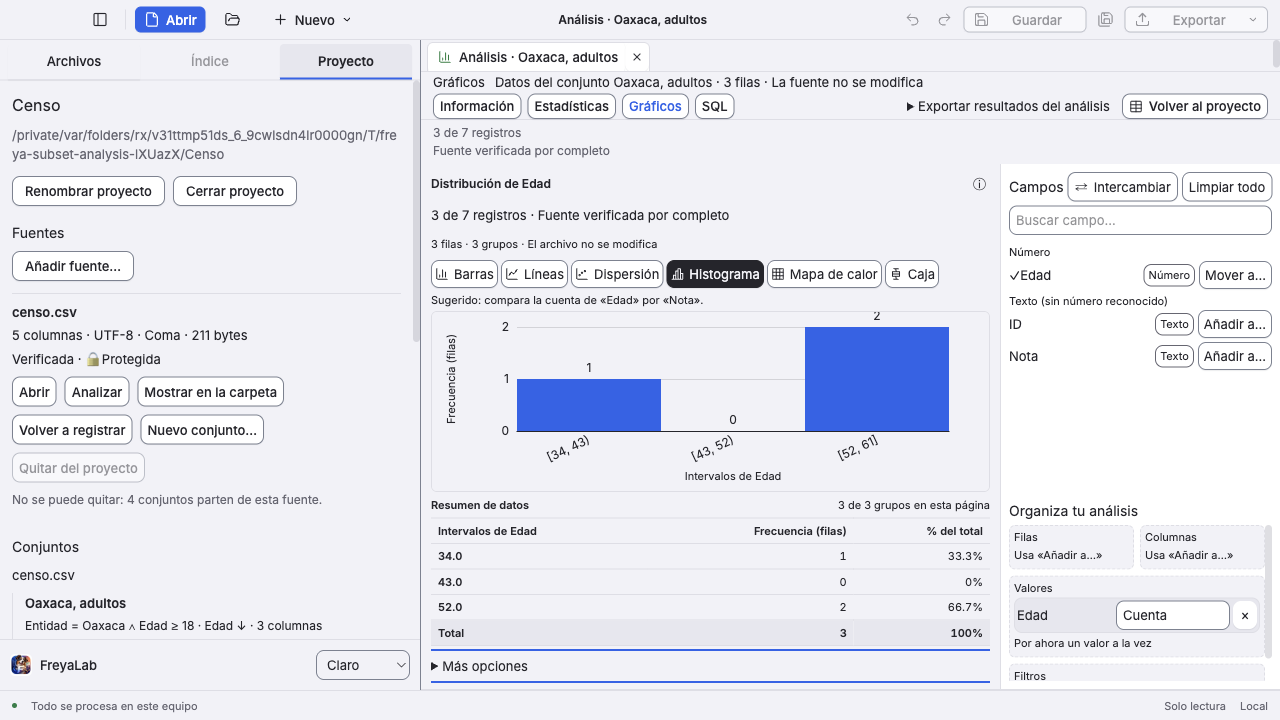 Abrir
Nuevo
Análisis · Oaxaca, adultos
Guardar
Exportar
Archivos
Índice
Proyecto
Censo
/private/var/folders/rx/v31ttmp51ds_6_9cwlsdn4lr0000gn/T/fre
ya-subset-analysis-lXUazX/Censo
Renombrar proyecto
Cerrar proyecto
Fuentes
Añadir fuente...
censo.csv
5 columnas · UTF-8 · Coma · 211 bytes
Verificada · 🔒Protegida
Abrir
Analizar
Mostrar en la carpeta
Volver a registrar
Nuevo conjunto...
Quitar del proyecto
No se puede quitar: 4 conjuntos parten de esta fuente.
Conjuntos
censo.csv
Oaxaca, adultos
Entidad = Oaxaca ∧ Edad ≥ 18 · Edad ↓ · 3 columnas
FreyaLab
Claro
Análisis · Oaxaca, adultos ×
Gráficos Datos del conjunto Oaxaca, adultos · 3 filas · La fuente no se modifica
Información
Estadísticas
Gráficos
SQL
▶ Exportar resultados del análisis
Volver al proyecto
3 de 7 registros
Fuente verificada por completo
Distribución de Edad
3 de 7 registros · Fuente verificada por completo
3 filas · 3 grupos · El archivo no se modifica
Barras
Líneas
Dispersión
Histograma
Mapa de calor
Caja
Sugerido: compara la cuenta de «Edad» por «Nota».
Frecuencia (filas)
2
1
0
1
0
2
[34, 43)
[43, 52)
[52, 61]
Intervalos de Edad
Resumen de datos
3 de 3 grupos en esta página
Intervalos de Edad Frecuencia (filas) % del total
34.0 1 33.3%
43.0 0 0%
52.0 2 66.7%
Total 3 100%
▶ Más opciones
Campos
Intercambiar
Limpiar todo
Buscar campo...
Número
✓Edad Número Mover a...
Texto (sin número reconocido)
ID Texto Añadir a...
Nota Texto Añadir a...
Organiza tu análisis
Filas
Usa «Añadir a...»
Columnas
Usa «Añadir a...»
Valores
Edad Cuenta ×
Por ahora un valor a la vez
Filtros
Todo se procesa en este equipo
Solo lectura
Local